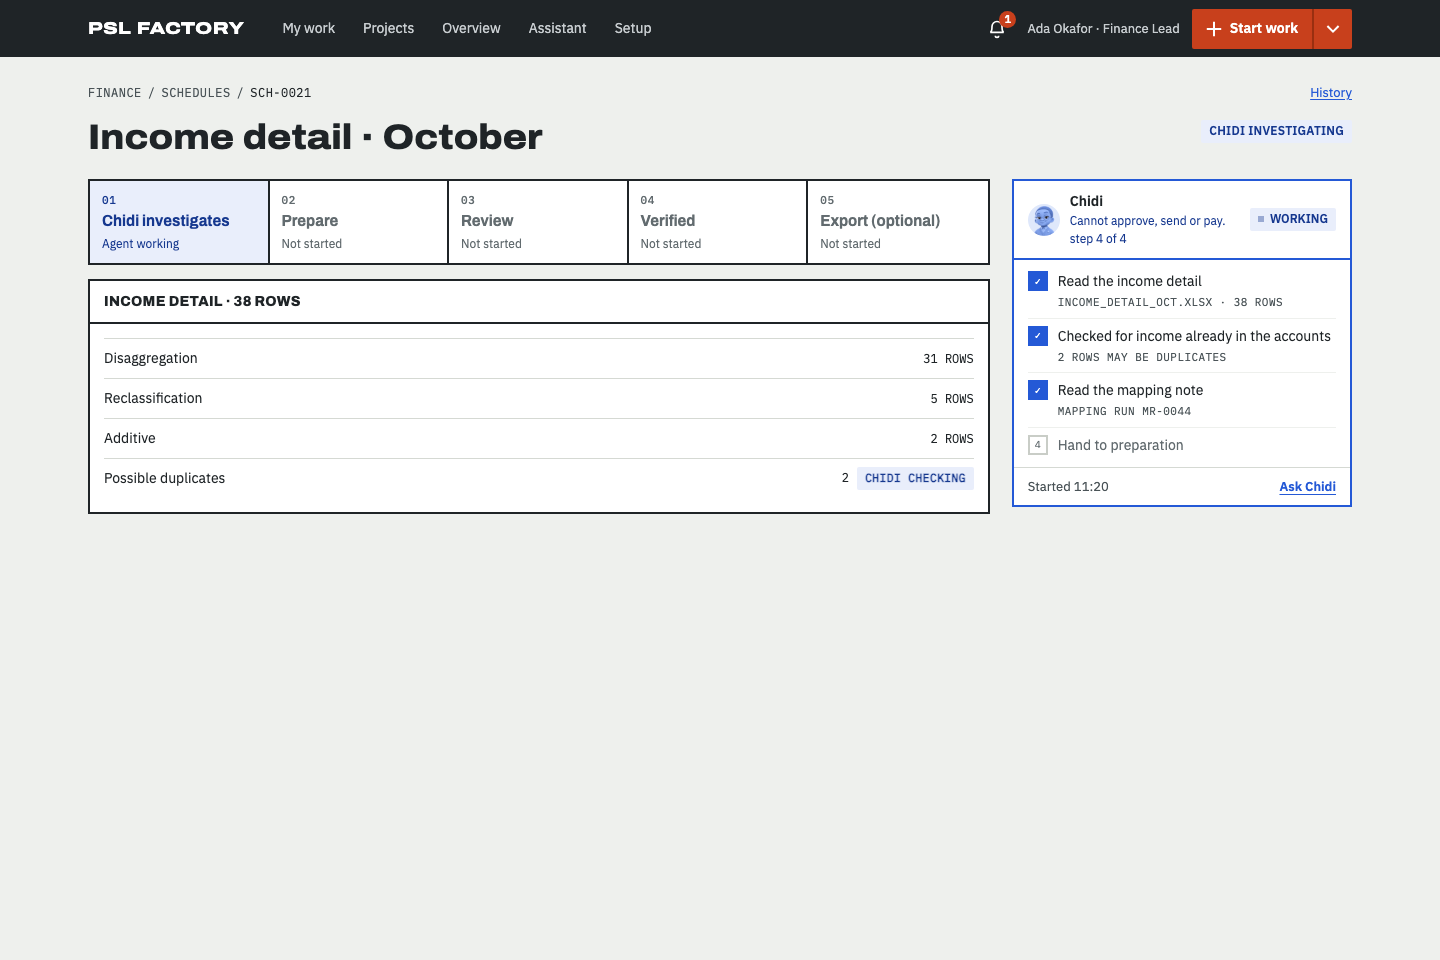 PSL FACTORY
My work
Projects
Overview
Assistant
Setup
1
Ada Okafor · Finance Lead
Start work
FINANCE / SCHEDULES / SCH-0021
History
Income detail · October
CHIDI INVESTIGATING
01
Chidi investigates
Agent working
02
Prepare
Not started
03
Review
Not started
04
Verified
Not started
05
Export (optional)
Not started
INCOME DETAIL · 38 ROWS
Disaggregation
31 ROWS
Reclassification
5 ROWS
Additive
2 ROWS
Possible duplicates
2 CHIDI CHECKING
Chidi
Cannot approve, send or pay.
step 4 of 4
WORKING
✓ Read the income detail
INCOME_DETAIL_OCT.XLSX · 38 ROWS
✓ Checked for income already in the accounts
2 ROWS MAY BE DUPLICATES
✓ Read the mapping note
MAPPING RUN MR-0044
4 Hand to preparation
Started 11:20
Ask Chidi